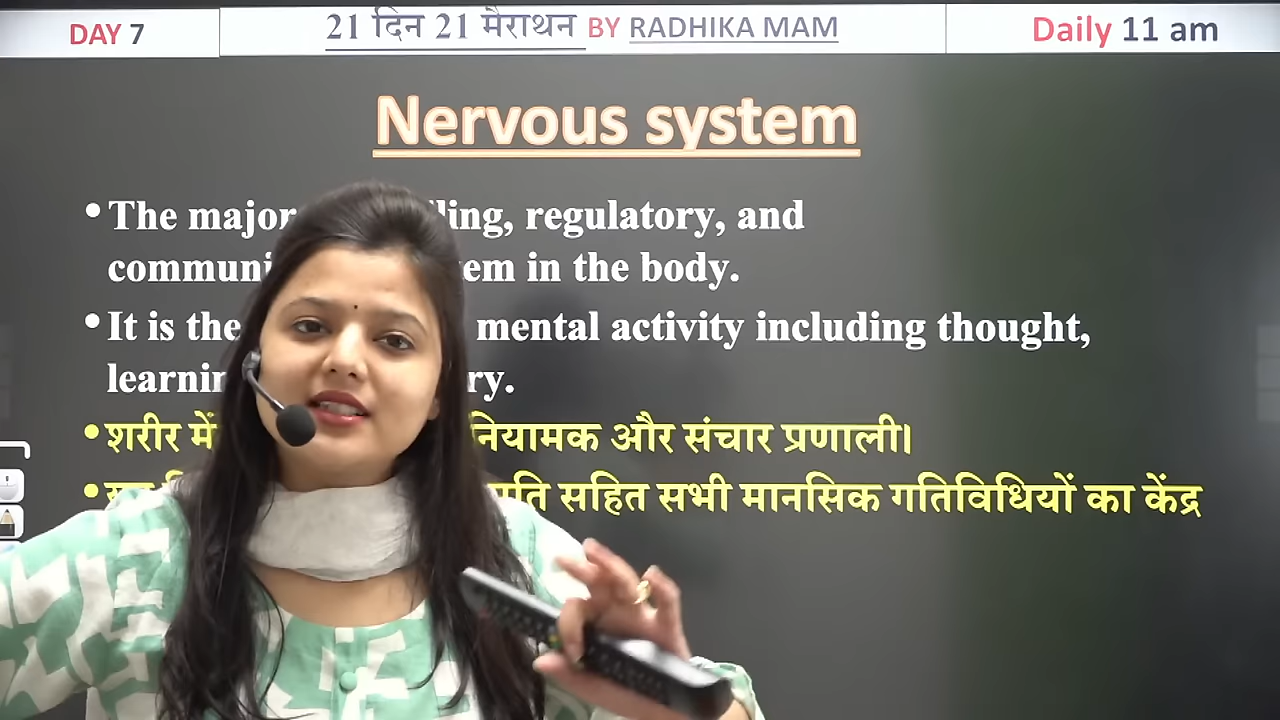 DAY 7
21 दिन 21 मैराथन BY RADHIKA MAM
Daily 11 am
Nervous system
•The major ling, regulatory, and
communi em in the body.
•It is the mental activity including thought,
learnin ry.
•शरीर में नियामक और संचार प्रणाली।
• सहित सभी मानसिक गतिविधियों का केंद्र